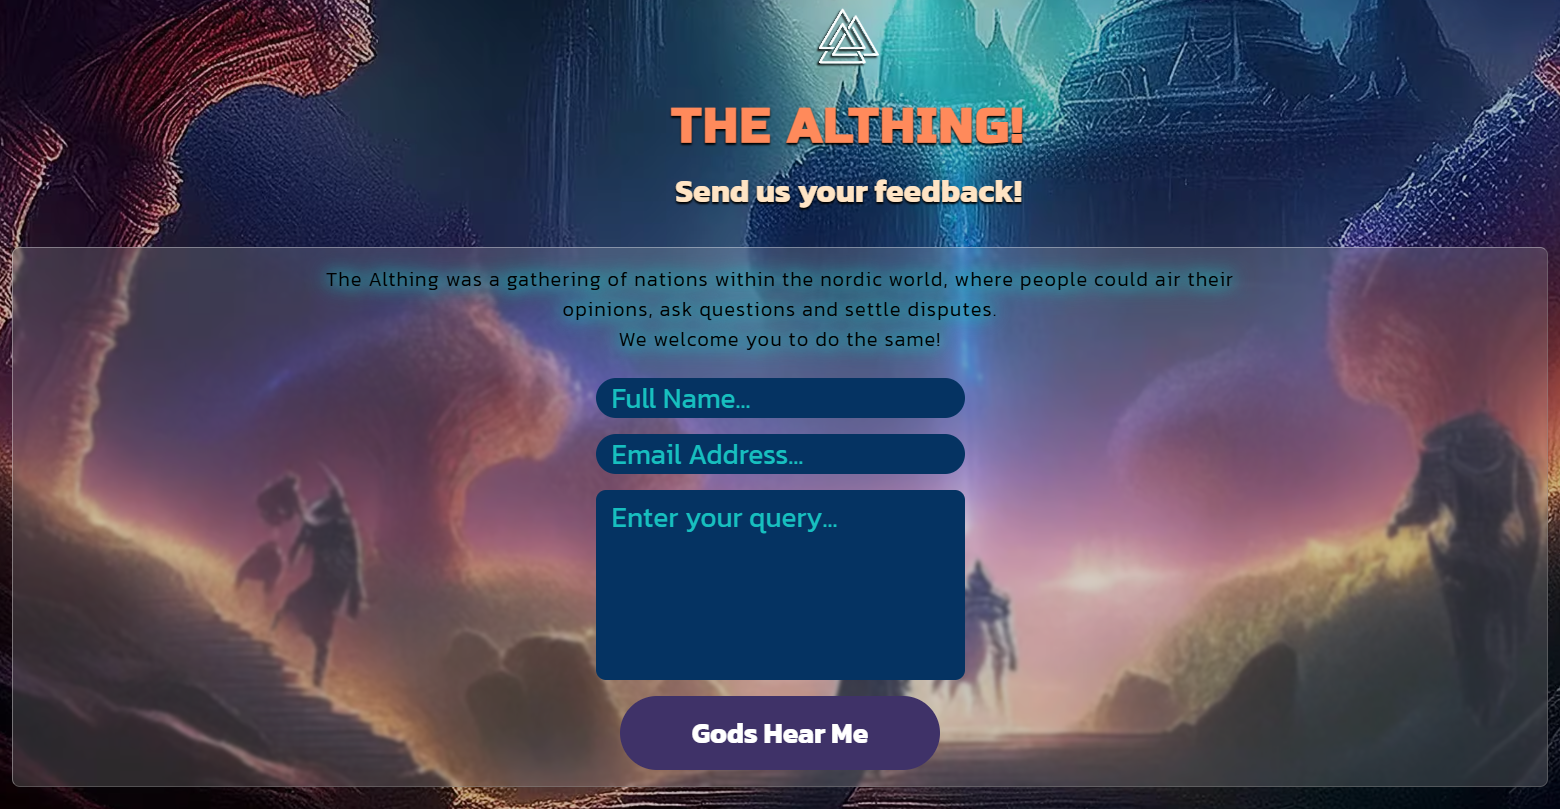 THE ALTHING!
Send us your feedback!
The Althing was a gathering of nations within the nordic world, where people could air their
opinions, ask questions and settle disputes.
We welcome you to do the same!
Full Name...
Email Address...
Enter your query...
Gods Hear Me